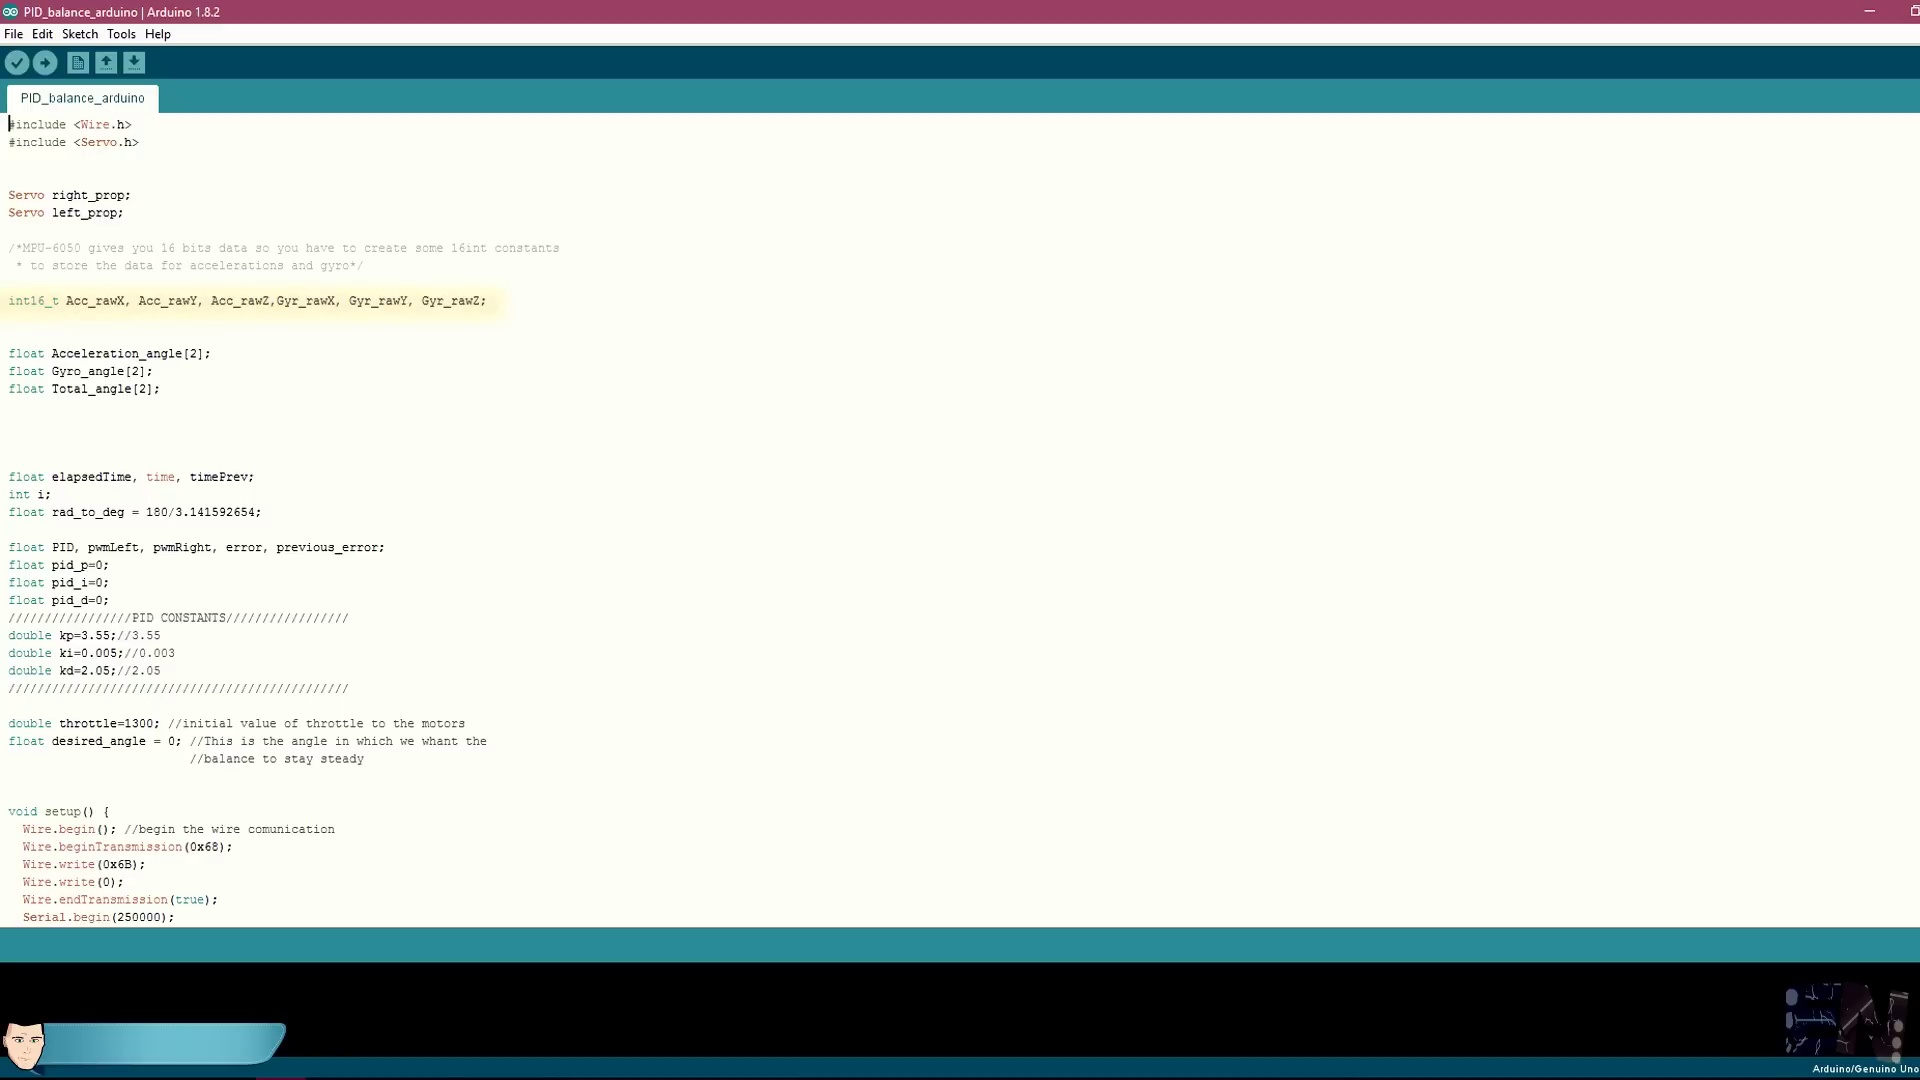 PID_balance_arduino | Arduino 1.8.2
File Edit Sketch Tools Help
PID_balance_arduino
#include <Wire.h>
#include <Servo.h>
Servo right_prop;
Servo left_prop;
/*MPU-6050 gives you 16 bits data so you have to create some 16int constants
* to store the data for accelerations and gyro*/
int16_t Acc_rawX, Acc_rawY, Acc_rawZ,Gyr_rawX, Gyr_rawY, Gyr_rawZ;
float Acceleration_angle[2];
float Gyro_angle[2];
float Total_angle[2];
float elapsedTime, time, timePrev;
int i;
float rad_to_deg = 180/3.141592654;
float PID, pwmLeft, pwmRight, error, previous_error;
float pid_p=0;
float pid_i=0;
float pid_d=0;
/////////////////PID CONSTANTS/////////////////
double kp=3.55;//3.55
double ki=0.005;//0.003
double kd=2.05;//2.05
///////////////////////////////////////////////
double throttle=1300; //initial value of throttle to the motors
float desired_angle = 0; //This is the angle in which we whant the
//balance to stay steady
void setup() {
Wire.begin(); //begin the wire comunication
Wire.beginTransmission(0x68);
Wire.write(0x6B);
Wire.write(0);
Wire.endTransmission(true);
Serial.begin(250000);
Arduino/Genuino Uno